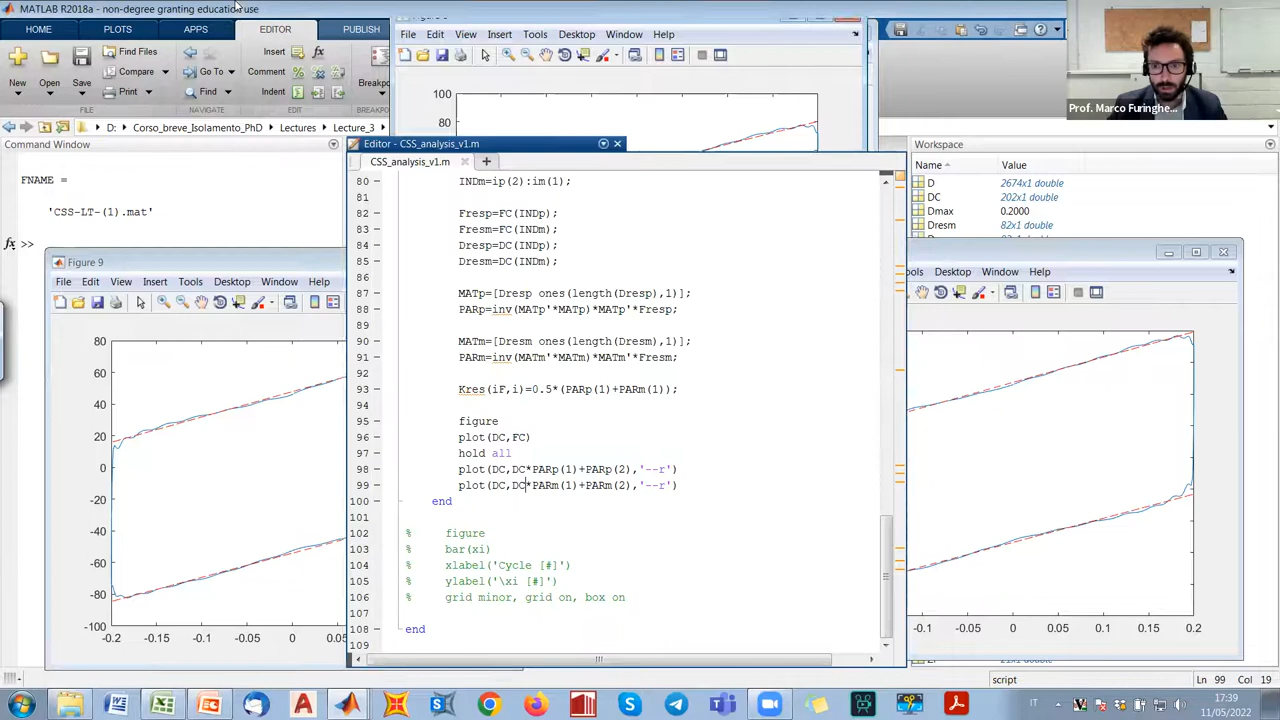 MATLAB R2018a - non-degree granting education use
HOME PLOTS APPS EDITOR PUBLISH
File Edit View Insert Tools Desktop Window Help
New Open Save Find Files Compare Print Go To Find Insert Comment Indent Breakpo
FILE NAVIGATE EDIT
100
80
Prof. Marco Furinghe...
D: Corso_breve_Isolamento_PhD Lectures Lecture_3
Command Window
Editor - CSS_analysis_v1.m
Workspace
CSS_analysis_v1.m
Name Value
FNAME =
'CSS-LT-(1).mat'
fx >>
D 2674x1 double
DC 202x1 double
Dmax 0.2000
Dresm 82x1 double
80 INDm=ip(2):im(1);
81
82 Fresp=FC(INDp);
83 Fresm=FC(INDm);
84 Dresp=DC(INDp);
85 Dresm=DC(INDm);
86
87 MATp=[Dresp ones(length(Dresp),1)];
88 PARp=inv(MATp'*MATp)*MATp'*Fresp;
89
90 MATm=[Dresm ones(length(Dresm),1)];
91 PARm=inv(MATm'*MATm)*MATm'*Fresm;
92
93 Kres(iF,i)=0.5*(PARp(1)+PARm(1));
94
95 figure
96 plot(DC,FC)
97 hold all
98 plot(DC,DC*PARp(1)+PARp(2),'--r')
99 plot(DC,DC*PARm(1)+PARm(2),'--r')
100 end
101
102 % figure
103 % bar(xi)
104 % xlabel('Cycle [#]')
105 % ylabel('\xi [#]')
106 % grid minor, grid on, box on
107
108 end
109
Figure 9
File Edit View Insert Tools Desktop Window Help
80
60
40
20
0
-20
-40
-60
-80
-100
-0.2 -0.15 -0.1 -0.05 0 0.05
ools Desktop Window Help
-0.1 0.05 0.1 0.15 0.2
21x1 double
script Ln 99 Col 19
IT 17:39
11/05/2022